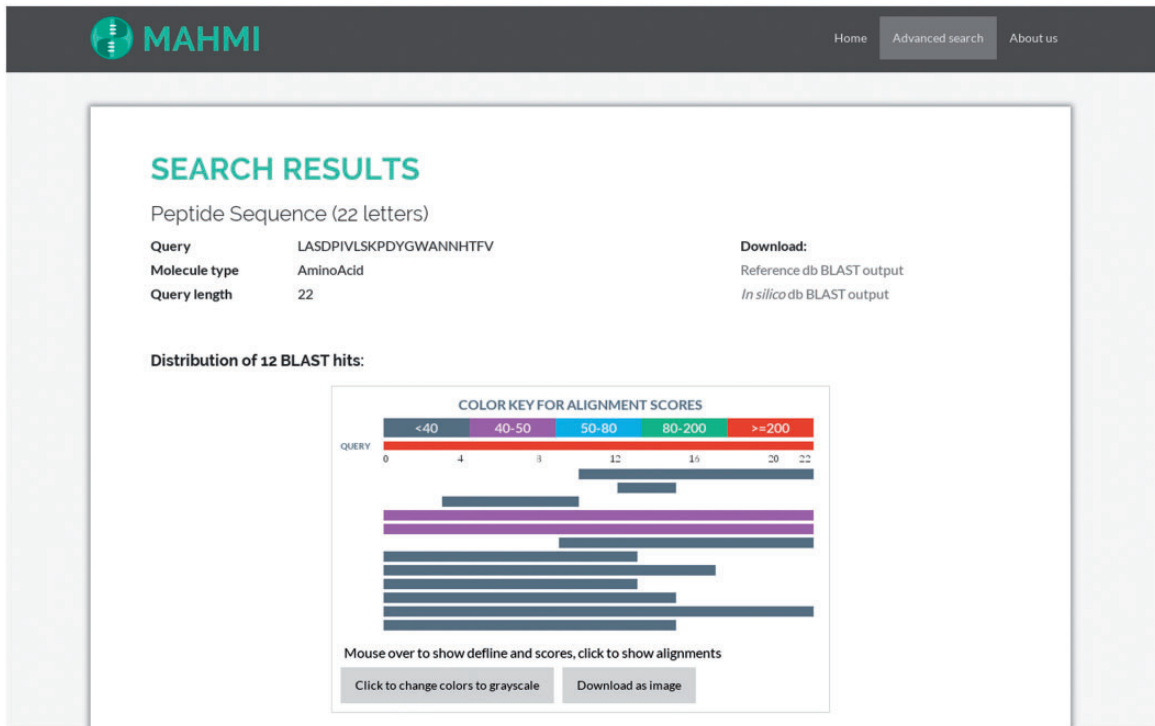 MAHMI
Home Advanced search About us
SEARCH RESULTS
Peptide Sequence (22 letters)
Query LASDPIVLSKPDYGWANNHTFV Download:
Molecule type AminoAcid Reference db BLAST output
Query length 22 In silico db BLAST output
Distribution of 12 BLAST hits:
COLOR KEY FOR ALIGNMENT SCORES
<40 40-50 50-80 80-200 >=200
QUERY
0 4 8 12 16 20 22
Mouse over to show defline and scores, click to show alignments
Click to change colors to grayscale Download as image